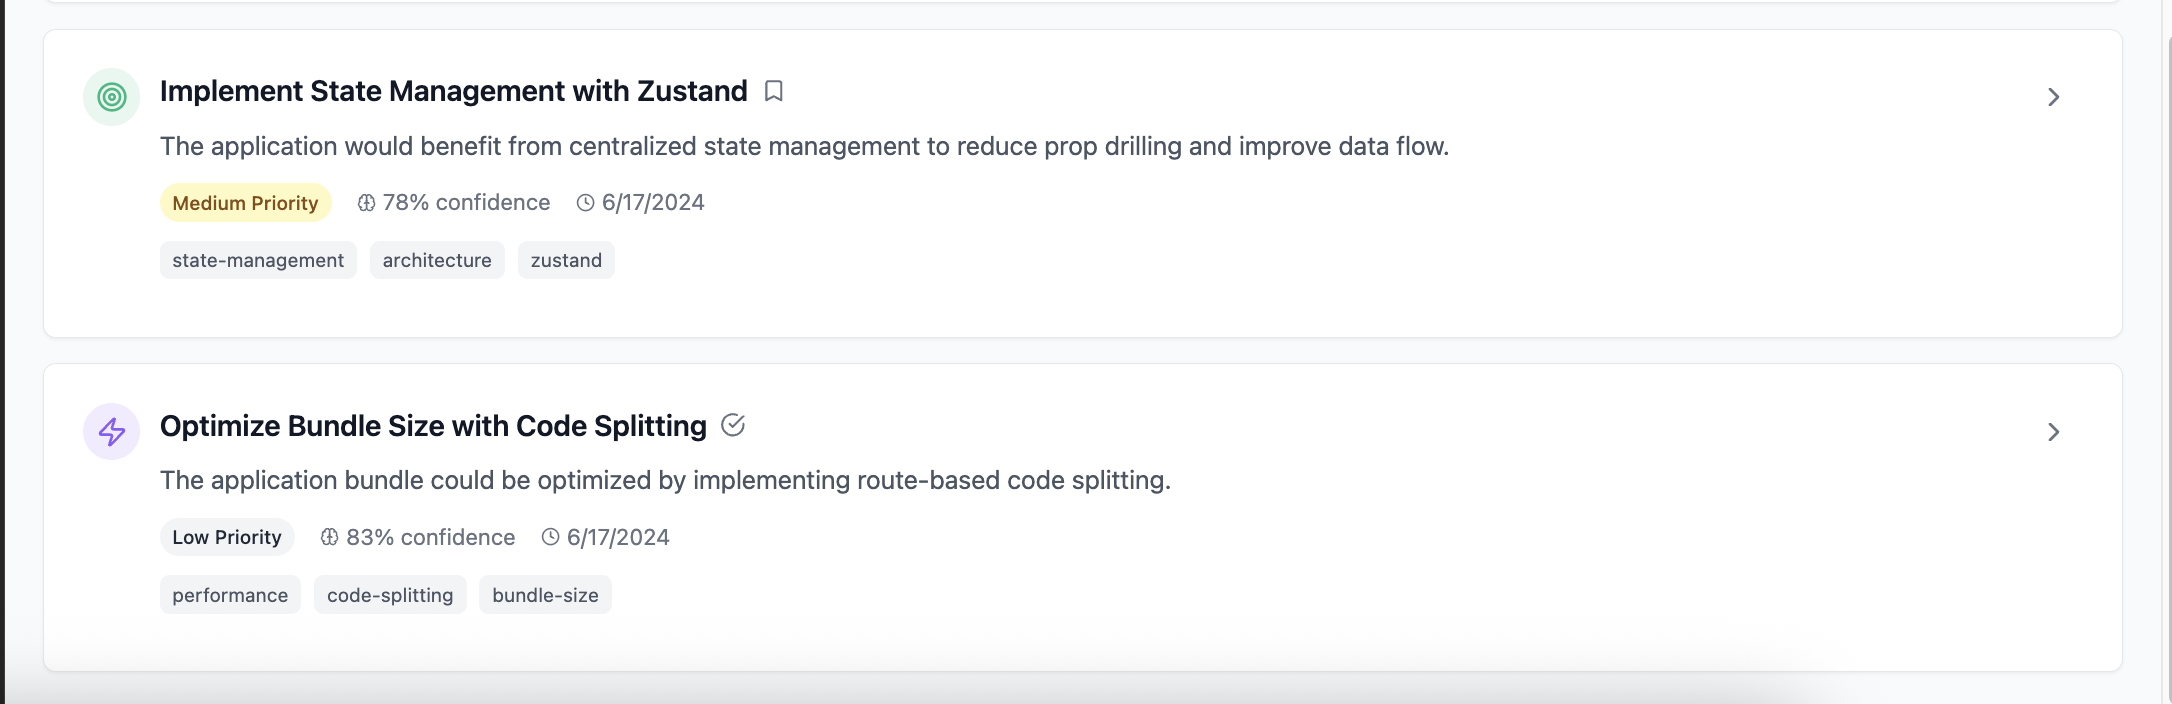 Implement State Management with Zustand
The application would benefit from centralized state management to reduce prop drilling and improve data flow.
Medium Priority 78% confidence 6/17/2024
state-management architecture zustand
Optimize Bundle Size with Code Splitting
The application bundle could be optimized by implementing route-based code splitting.
Low Priority 83% confidence 6/17/2024
performance code-splitting bundle-size